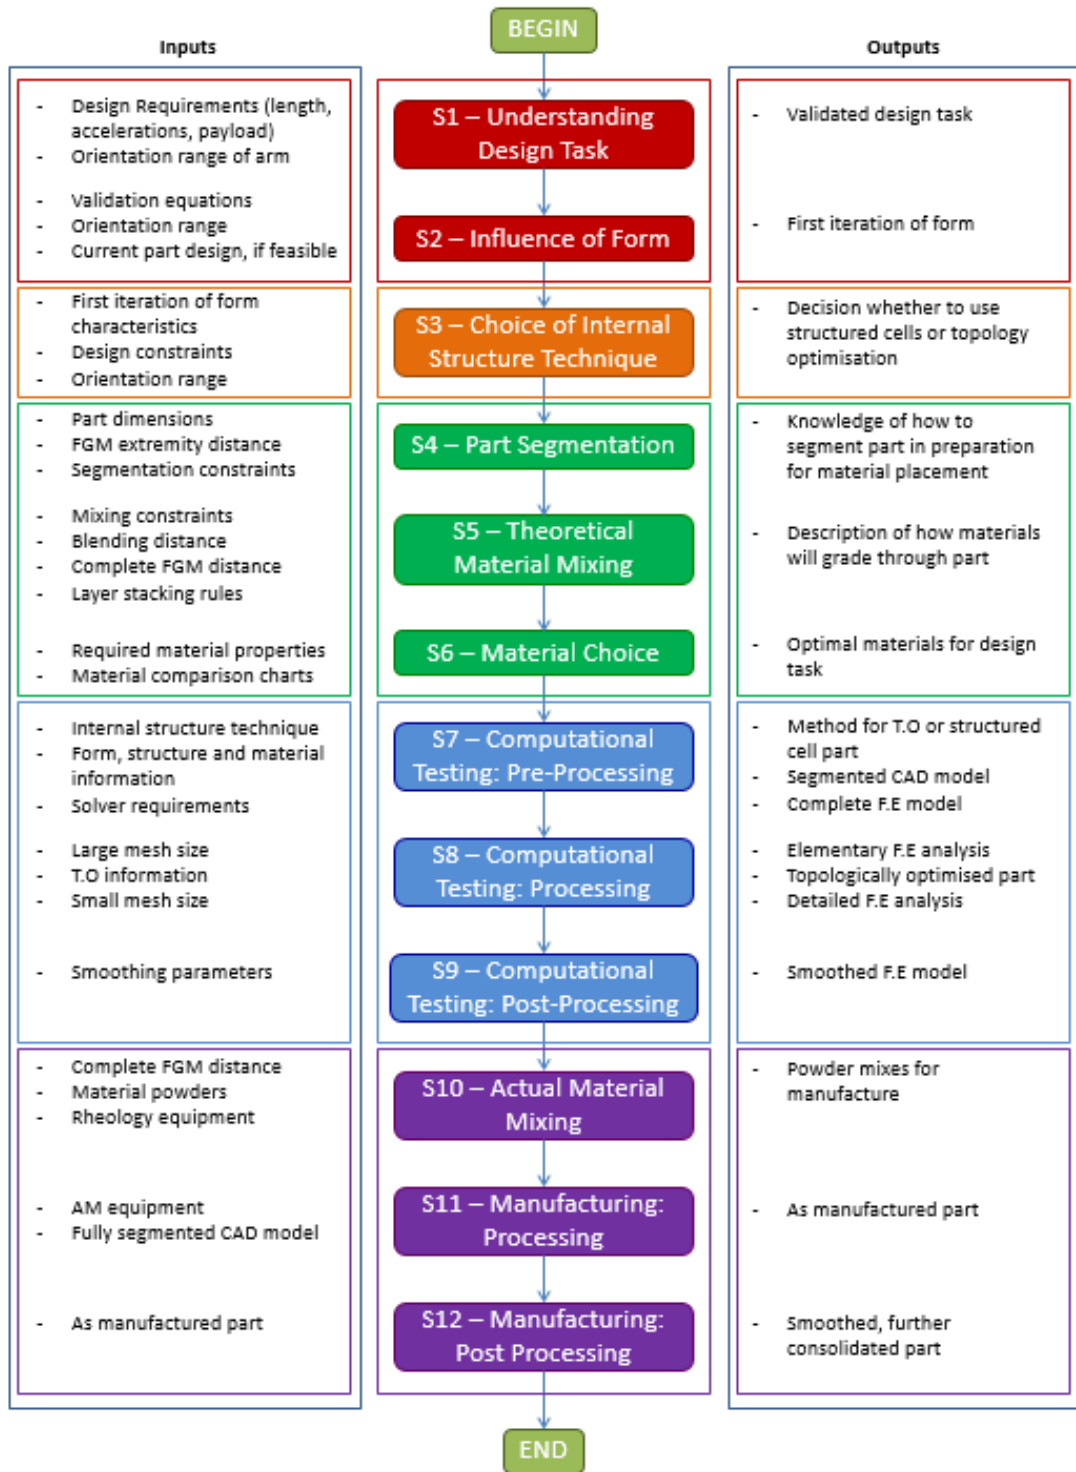 BEGIN
Inputs
Outputs
- Design Requirements (length,
accelerations, payload)
- Orientation range of arm
S1 – Understanding
Design Task
- Validated design task
- Validation equations
- Orientation range
- Current part design, if feasible
S2 – Influence of Form
- First iteration of form
- First iteration of form
characteristics
- Design constraints
- Orientation range
S3 – Choice of Internal
Structure Technique
- Decision whether to use
structured cells or topology
optimisation
- Part dimensions
- FGM extremity distance
- Segmentation constraints
S4 – Part Segmentation
- Knowledge of how to
segment part in preparation
for material placement
- Mixing constraints
- Blending distance
- Complete FGM distance
- Layer stacking rules
S5 – Theoretical
Material Mixing
- Description of how materials
will grade through part
- Required material properties
- Material comparison charts
S6 – Material Choice
- Optimal materials for design
task
- Internal structure technique
- Form, structure and material
information
- Solver requirements
S7 – Computational
Testing: Pre-Processing
- Method for T.O or structured
cell part
- Segmented CAD model
- Complete F.E model
- Large mesh size
- T.O information
- Small mesh size
S8 – Computational
Testing: Processing
- Elementary F.E analysis
- Topologically optimised part
- Detailed F.E analysis
- Smoothing parameters
S9 – Computational
Testing: Post-Processing
- Smoothed F.E model
- Complete FGM distance
- Material powders
- Rheology equipment
S10 – Actual Material
Mixing
- Powder mixes for
manufacture
- AM equipment
- Fully segmented CAD model
S11 – Manufacturing:
Processing
- As manufactured part
- As manufactured part
S12 – Manufacturing:
Post Processing
- Smoothed, further
consolidated part
END